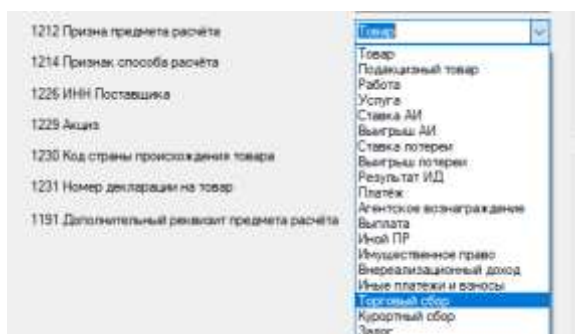 1212 Призна предмета расчёта
Товар
1214 Признак способа расчёта
1226 ИНН Поставщика
1229 Акциз
1230 Код страны происхождения товара
1231 Номер декларации на товар
1191 Дополнительный реквизит предмета расчёта
Товар
Подакцизный товар
Работа
Услуга
Ставка АИ
Выигрыш АИ
Ставка лотереи
Выигрыш лотереи
Результат ИД
Платёж
Агентское вознаграждение
Выплата
Иной ПР
Имущественное право
Внереализационный доход
Иные платежи и взносы
Торговый сбор
Курортный сбор
Залог